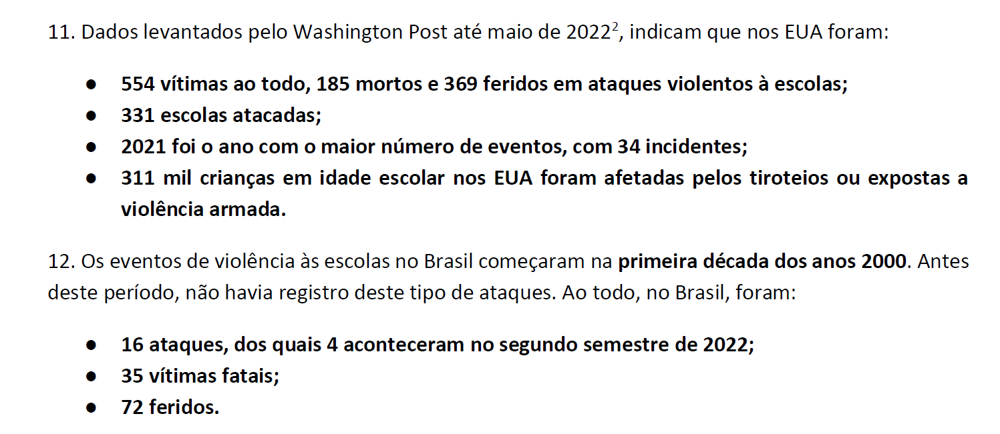 11. Dados levantados pelo Washington Post até maio de 2022², indicam que nos EUA foram:
● 554 vítimas ao todo, 185 mortos e 369 feridos em ataques violentos à escolas;
● 331 escolas atacadas;
● 2021 foi o ano com o maior número de eventos, com 34 incidentes;
● 311 mil crianças em idade escolar nos EUA foram afetadas pelos tiroteios ou expostas a
violência armada.
12. Os eventos de violência às escolas no Brasil começaram na primeira década dos anos 2000. Antes
deste período, não havia registro deste tipo de ataques. Ao todo, no Brasil, foram:
● 16 ataques, dos quais 4 aconteceram no segundo semestre de 2022;
● 35 vítimas fatais;
● 72 feridos.